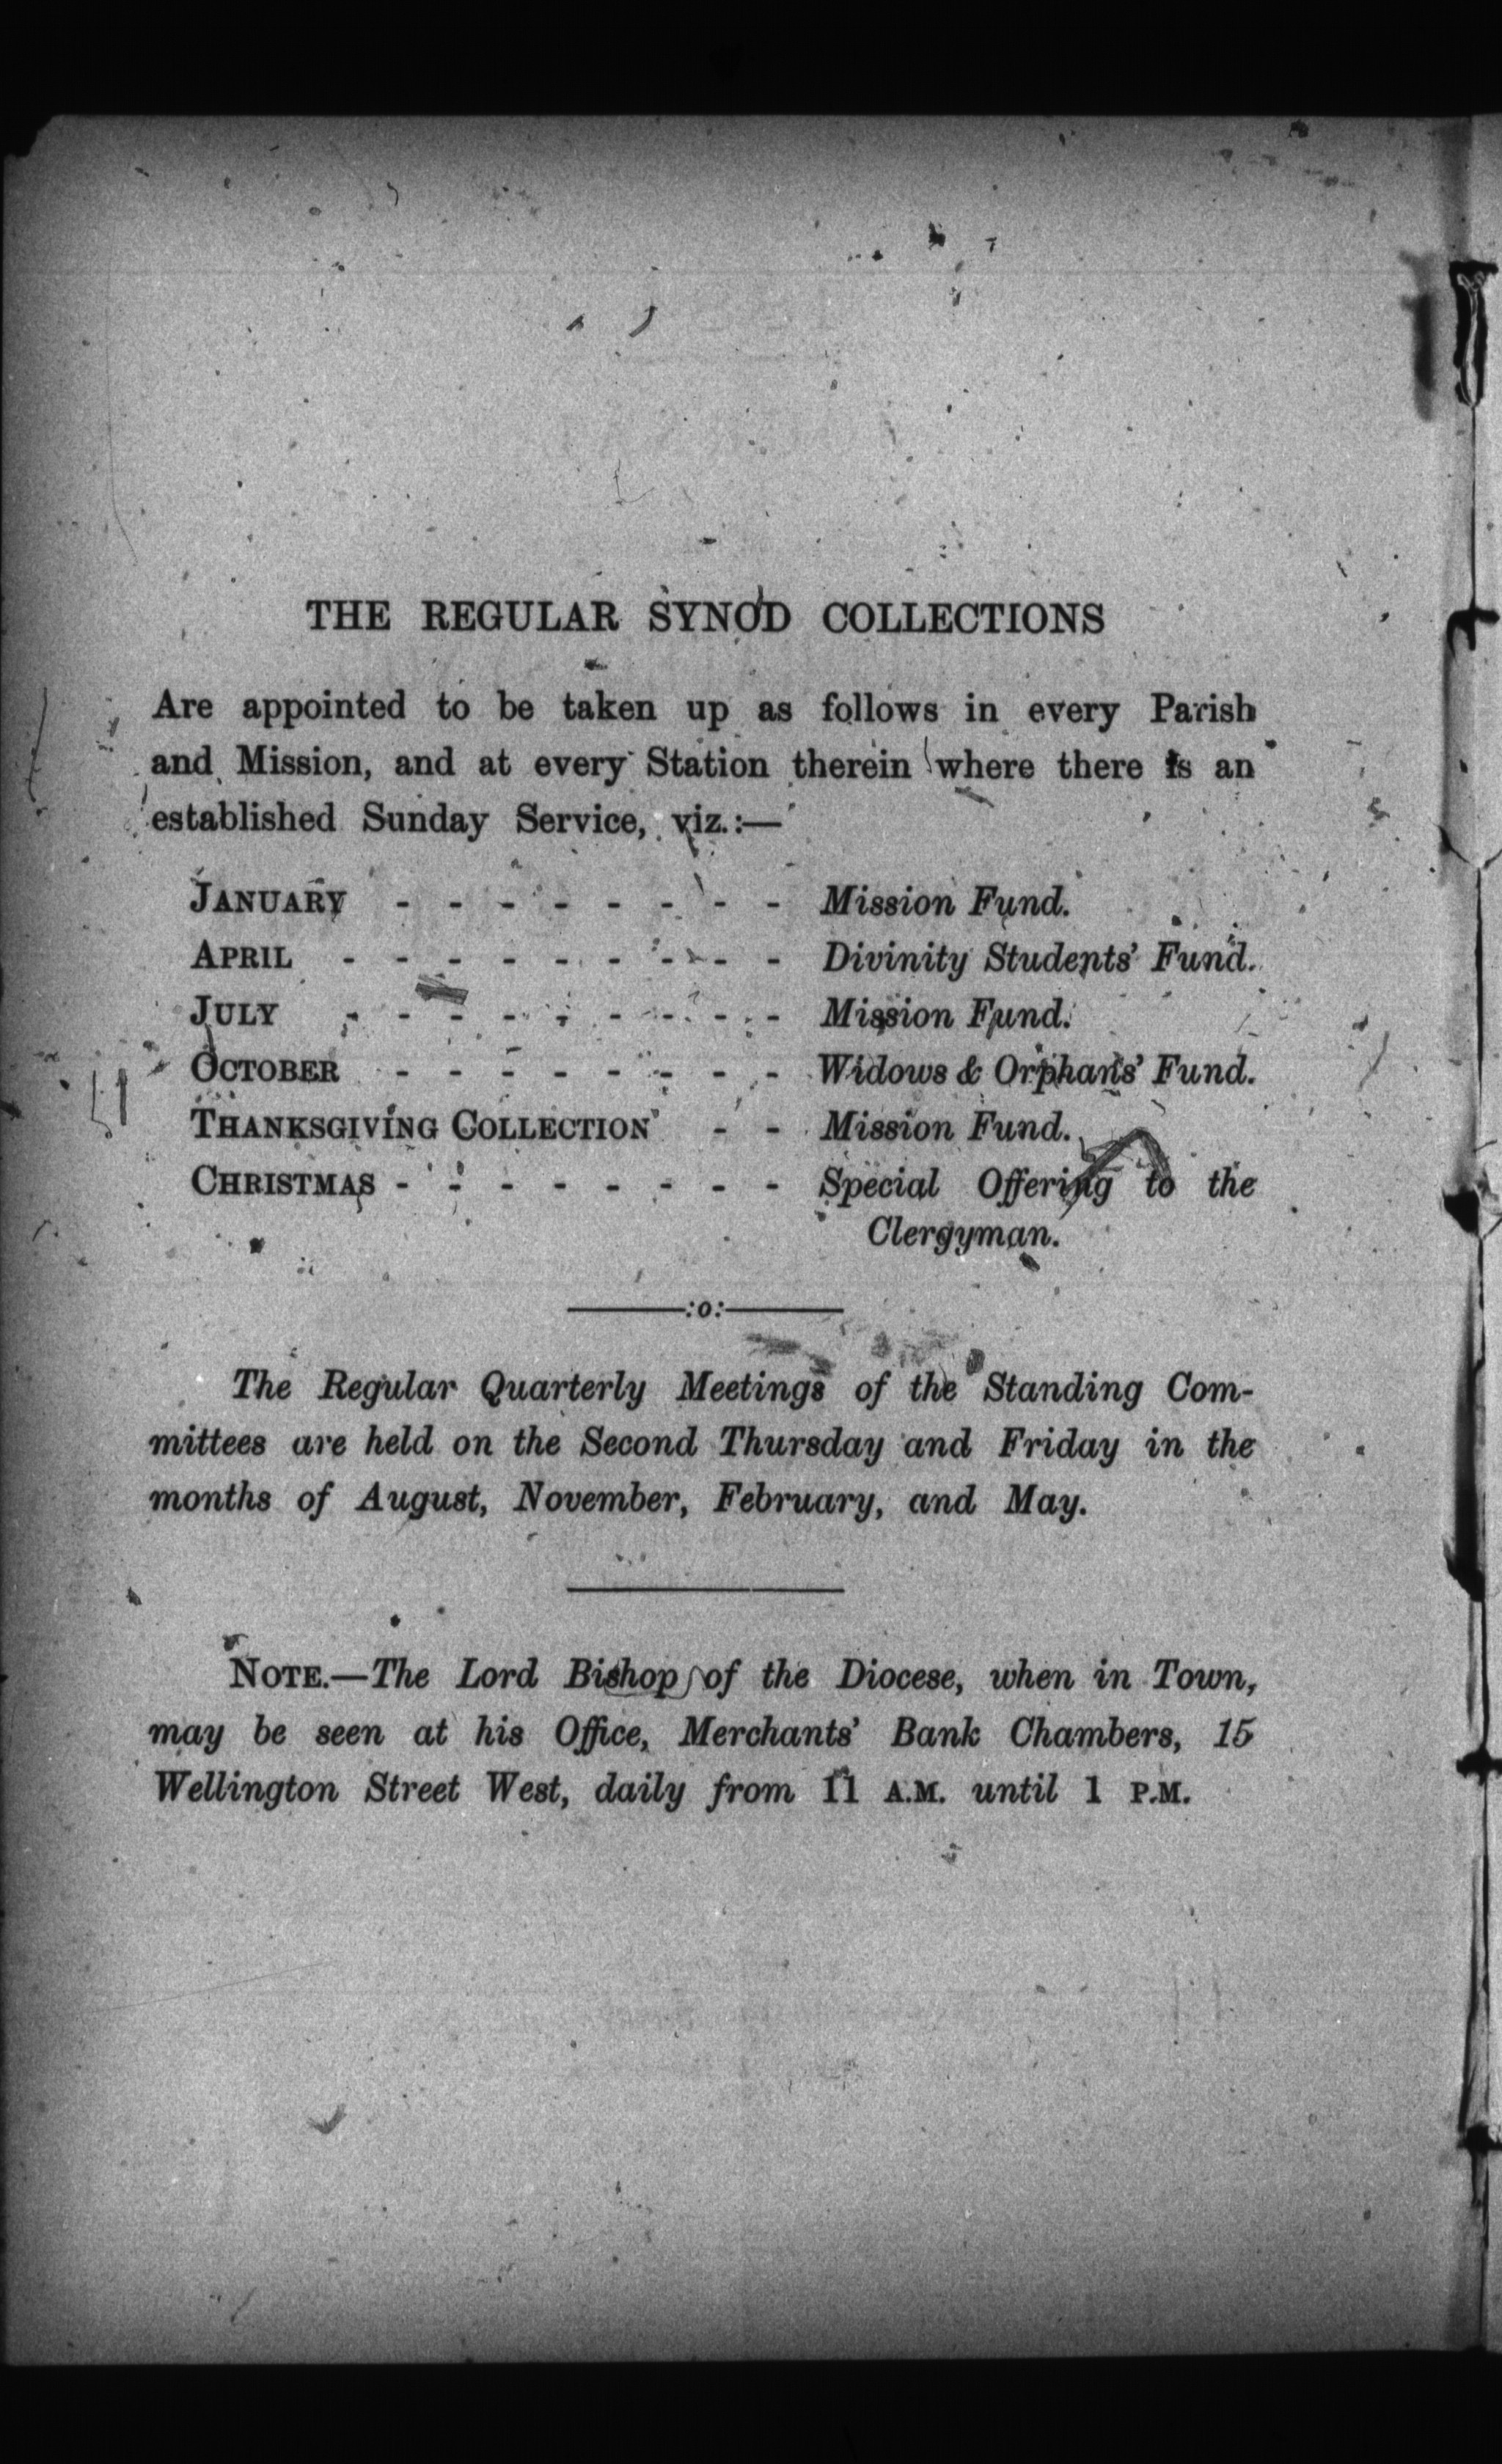 THE REGULAR SYNOD COLLECTIONS
Are appointed to be taken up as follows in every Parish
and Mission, and at every Station therein where there is an
established Sunday Service, viz.:—
JANUARY - - - - - - - - Mission Fund.
APRIL - - - - - - - - - Divinity Students' Fund.
JULY - - - - - - - - - Mission Fund.
OCTOBER - - - - - - - - Widows & Orphans' Fund.
THANKSGIVING COLLECTION - - Mission Fund.
CHRISTMAS - - - - - - - - Special Offering to the
Clergyman.
:o:
The Regular Quarterly Meetings of the Standing Com-
mittees are held on the Second Thursday and Friday in the
months of August, November, February, and May.
NOTE.—The Lord Bishop of the Diocese, when in Town,
may be seen at his Office, Merchants' Bank Chambers, 15
Wellington Street West, daily from 11 A.M. until 1 P.M.